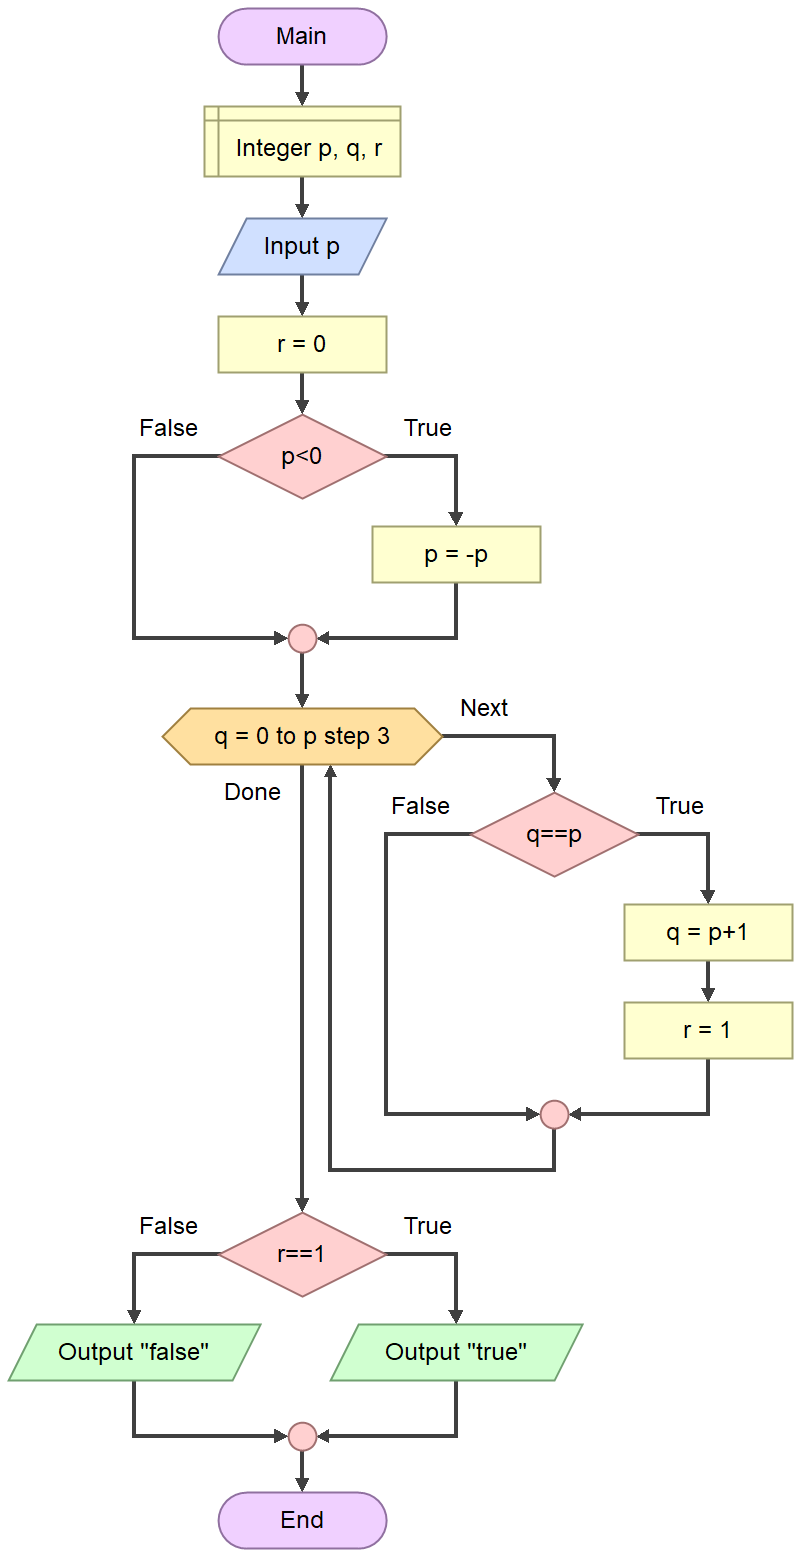 Main
Integer p, q, r
Input p
r = 0
False
True
p<0
p = -p
q = 0 to p step 3
Next
Done
False
True
q==p
q = p+1
r = 1
False
True
r==1
Output "false"
Output "true"
End